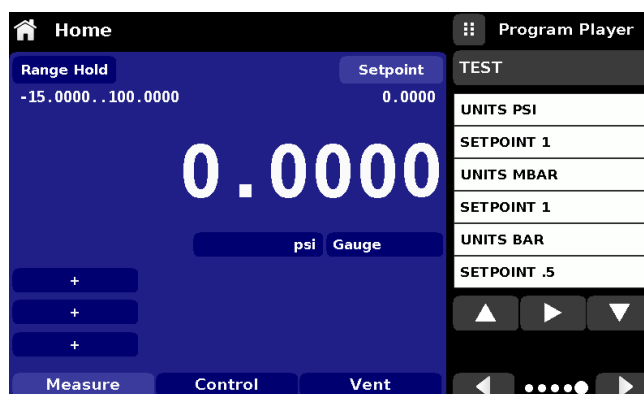 Home
Program Player
Range Hold
Setpoint
TEST
-15.0000..100.0000
0.0000
UNITS PSI
SETPOINT 1
0.0000
UNITS MBAR
SETPOINT 1
psi Gauge
UNITS BAR
SETPOINT .5
+
+
+
Measure
Control
Vent